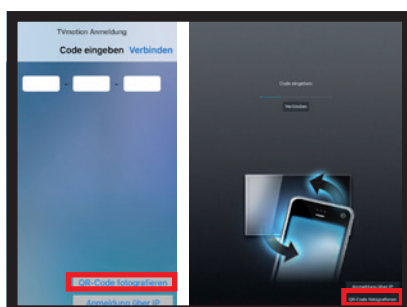 TVmotion Anmeldung
Code eingeben Verbinden
- -
QR-Code fotografieren
Anmeldung über IP
Code eingeben:
Verbinden
Anmeldung über IP
QR-Code fotografieren